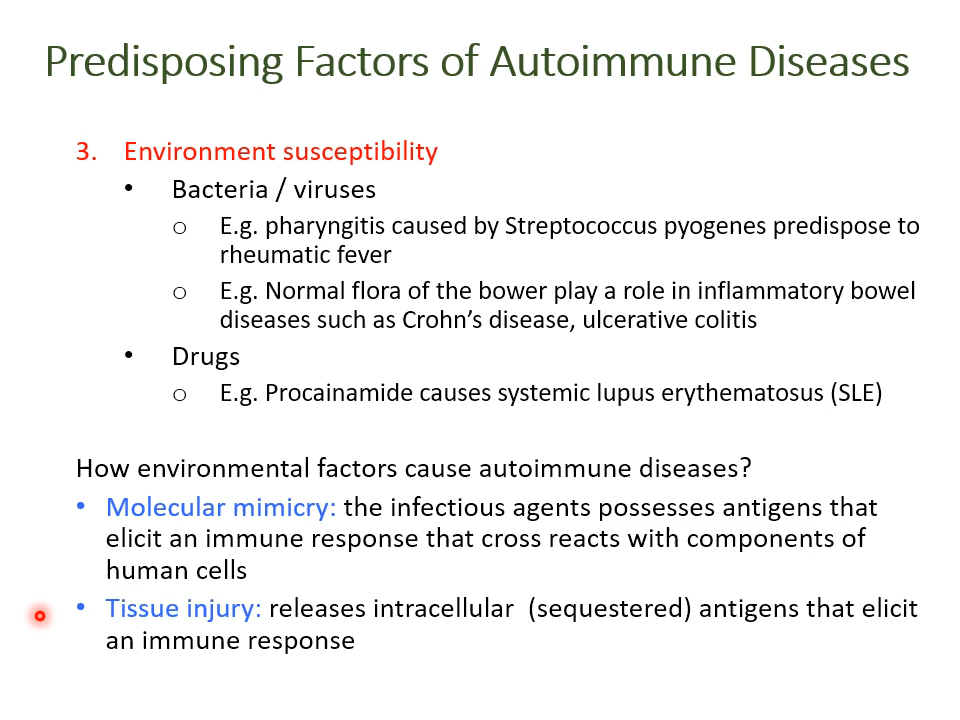 Predisposing Factors of Autoimmune Diseases
3. Environment susceptibility
• Bacteria / viruses
o E.g. pharyngitis caused by Streptococcus pyogenes predispose to
rheumatic fever
o E.g. Normal flora of the bower play a role in inflammatory bowel
diseases such as Crohn’s disease, ulcerative colitis
• Drugs
o E.g. Procainamide causes systemic lupus erythematosus (SLE)
How environmental factors cause autoimmune diseases?
• Molecular mimicry: the infectious agents possesses antigens that
elicit an immune response that cross reacts with components of
human cells
• Tissue injury: releases intracellular (sequestered) antigens that elicit
an immune response